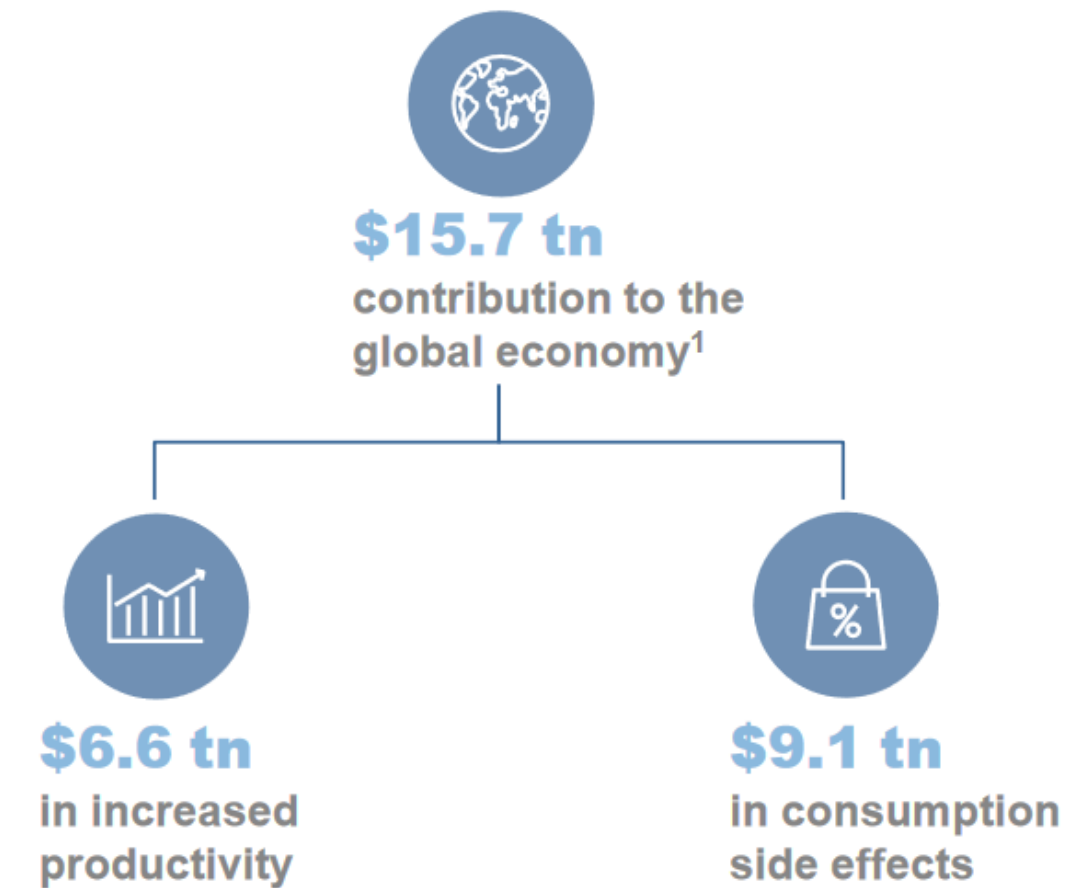 $15.7 tn
contribution to the
global economy¹
$6.6 tn
in increased
productivity
%
$9.1 tn
in consumption
side effects